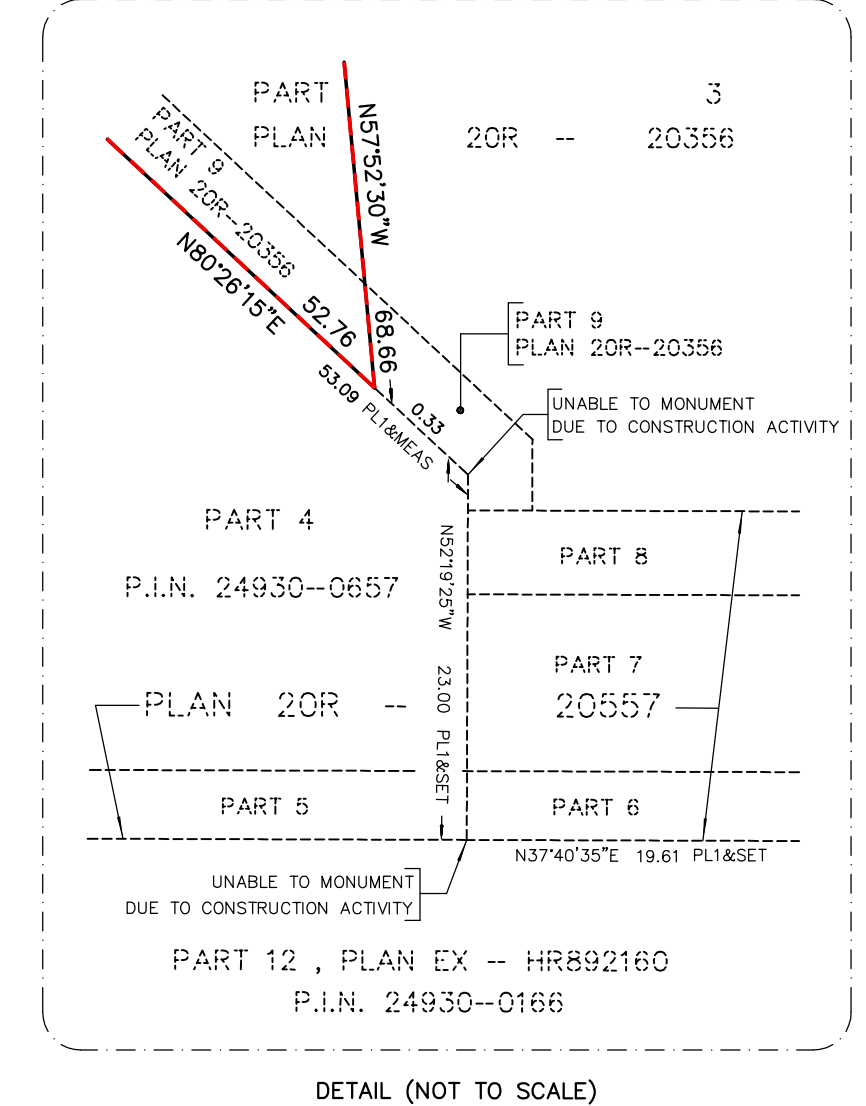 PART 3
PLAN 20R -- 20356
PART 9
PLAN 20R--20356
N57°52'30"W
68.66
N80°26'15"E
52.76
53.09 PL1&MEAS
0.33
PART 9
PLAN 20R--20356
UNABLE TO MONUMENT
DUE TO CONSTRUCTION ACTIVITY
PART 4
P.I.N. 24930--0657
N52°19'25"W 23.00 PL1&SET
PART 8
PART 7
PLAN 20R -- 20557
PART 5
PART 6
N37°40'35"E 19.61 PL1&SET
UNABLE TO MONUMENT
DUE TO CONSTRUCTION ACTIVITY
PART 12 , PLAN EX -- HR892160
P.I.N. 24930--0166
DETAIL (NOT TO SCALE)